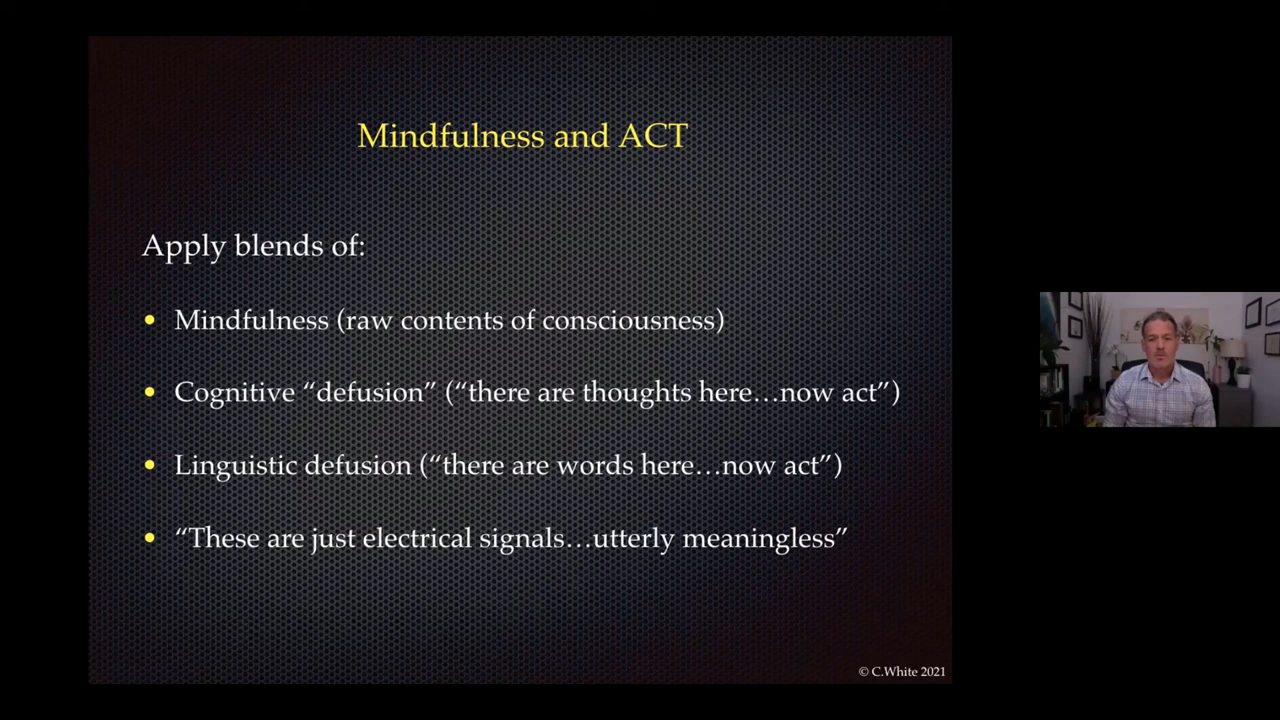 Mindfulness and ACT
Apply blends of:
• Mindfulness (raw contents of consciousness)
• Cognitive “defusion” (“there are thoughts here…now act”)
• Linguistic defusion (“there are words here…now act”)
• “These are just electrical signals…utterly meaningless”
© C.White 2021